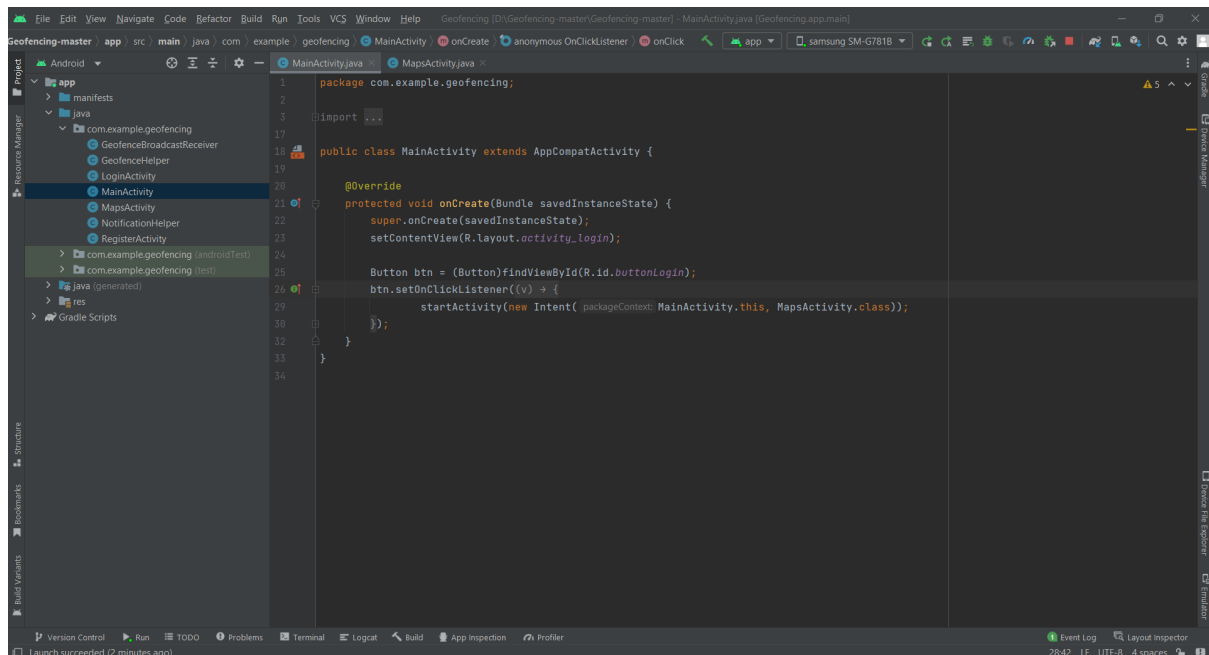 File Edit View Navigate Code Refactor Build Run Tools VCS Window Help Geofencing [D:\Geofencing-master\Geofencing-master] - MainActivity.java [Geofencing.app.main]
Geofencing-master app src main java com example geofencing MainActivity onCreate anonymous OnClickListener onClick app samsung SM-G781B
Android
MainActivity.java
MapsActivity.java
Project
Resource Manager
Structure
Bookmarks
Build Variants
app
manifests
java
com.example.geofencing
GeofenceBroadcastReceiver
GeofenceHelper
LoginActivity
MainActivity
MapsActivity
NotificationHelper
RegisterActivity
com.example.geofencing (androidTest)
com.example.geofencing (test)
java (generated)
res
Gradle Scripts
1 package com.example.geofencing;
2
3 import ...
17
18 public class MainActivity extends AppCompatActivity {
19
20 @Override
21 protected void onCreate(Bundle savedInstanceState) {
22 super.onCreate(savedInstanceState);
23 setContentView(R.layout.activity_login);
24
25 Button btn = (Button)findViewById(R.id.buttonLogin);
26 btn.setOnClickListener((v) → {
29 startActivity(new Intent( packageContext: MainActivity.this, MapsActivity.class));
30 });
32 }
33 }
34
5
Gradle
Device Manager
Device File Explorer
Emulator
Version Control Run TODO Problems Terminal Logcat Build App Inspection Profiler 1 Event Log Layout Inspector
Launch succeeded (2 minutes ago) 28:42 LF UTF-8 4 spaces